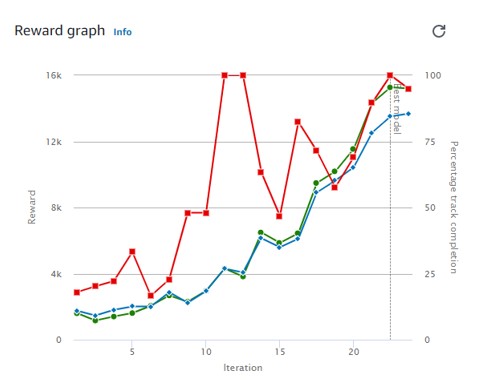 Reward graph Info
16k
12k
8k
4k
0
Reward
100
75
50
25
0
Percentage track completion
Best model
5
10
15
20
Iteration